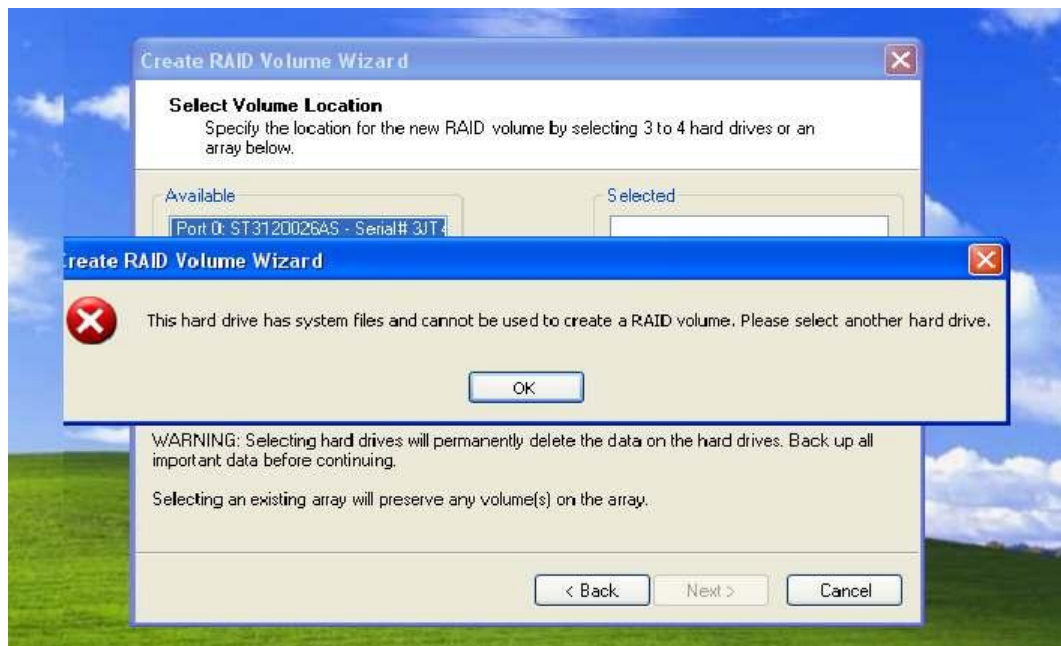 Create RAID Volume Wizard
Select Volume Location
Specify the location for the new RAID volume by selecting 3 to 4 hard drives or an
array below.
Available
Selected
Port 0: ST3120026AS - Serial# 3JT4
Create RAID Volume Wizard
This hard drive has system files and cannot be used to create a RAID volume. Please select another hard drive.
OK
WARNING: Selecting hard drives will permanently delete the data on the hard drives. Back up all
important data before continuing.
Selecting an existing array will preserve any volume(s) on the array.
< Back
Next >
Cancel